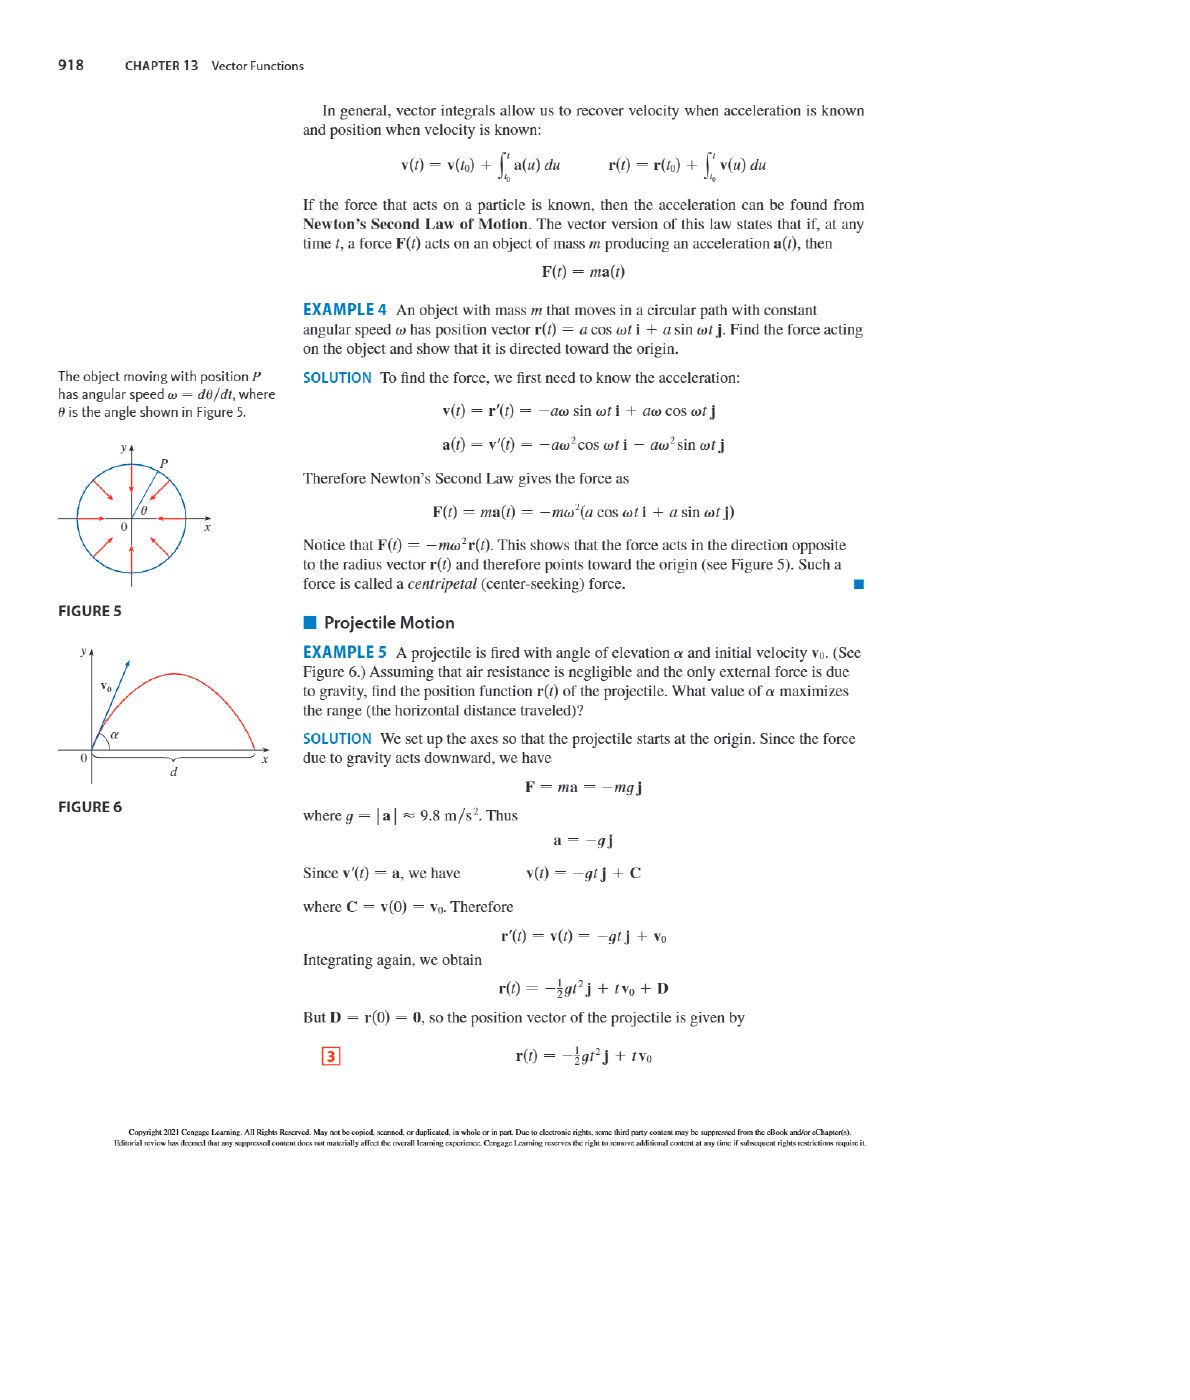 918 CHAPTER 13 Vector Functions
In general, vector integrals allow us to recover velocity when acceleration is known
and position when velocity is known:
v(t) = v(t₀) + ∫ₜ₀ᵗ a(u) du r(t) = r(t₀) + ∫ₜ₀ᵗ v(u) du
If the force that acts on a particle is known, then the acceleration can be found from
Newton's Second Law of Motion. The vector version of this law states that if, at any
time t, a force F(t) acts on an object of mass m producing an acceleration a(t), then
F(t) = ma(t)
EXAMPLE 4 An object with mass m that moves in a circular path with constant
angular speed ω has position vector r(t) = a cos ωt i + a sin ωt j. Find the force acting
on the object and show that it is directed toward the origin.
The object moving with position P
has angular speed ω = dθ/dt, where
θ is the angle shown in Figure 5.
SOLUTION To find the force, we first need to know the acceleration:
v(t) = r′(t) = −aω sin ωt i + aω cos ωt j
a(t) = v′(t) = −aω² cos ωt i − aω² sin ωt j
Therefore Newton's Second Law gives the force as
F(t) = ma(t) = −mω²(a cos ωt i + a sin ωt j)
Notice that F(t) = −mω²r(t). This shows that the force acts in the direction opposite
to the radius vector r(t) and therefore points toward the origin (see Figure 5). Such a
force is called a centripetal (center-seeking) force.
y
P
θ
0
x
FIGURE 5
Projectile Motion
EXAMPLE 5 A projectile is fired with angle of elevation α and initial velocity v₀. (See
Figure 6.) Assuming that air resistance is negligible and the only external force is due
to gravity, find the position function r(t) of the projectile. What value of α maximizes
the range (the horizontal distance traveled)?
y
v₀
α
0
x
d
FIGURE 6
SOLUTION We set up the axes so that the projectile starts at the origin. Since the force
due to gravity acts downward, we have
F = ma = −mg j
where g = |a| ≈ 9.8 m/s². Thus
a = −g j
Since v′(t) = a, we have v(t) = −gt j + C
where C = v(0) = v₀. Therefore
r′(t) = v(t) = −gt j + v₀
Integrating again, we obtain
r(t) = −½gt² j + t v₀ + D
But D = r(0) = 0, so the position vector of the projectile is given by
3 r(t) = −½gt² j + t v₀
Copyright 2021 Cengage Learning. All Rights Reserved. May not be copied, scanned, or duplicated, in whole or in part. Due to electronic rights, some third party content may be suppressed from the eBook and/or eChapter(s).
Editorial review has deemed that any suppressed content does not materially affect the overall learning experience. Cengage Learning reserves the right to remove additional content at any time if subsequent rights restrictions require it.